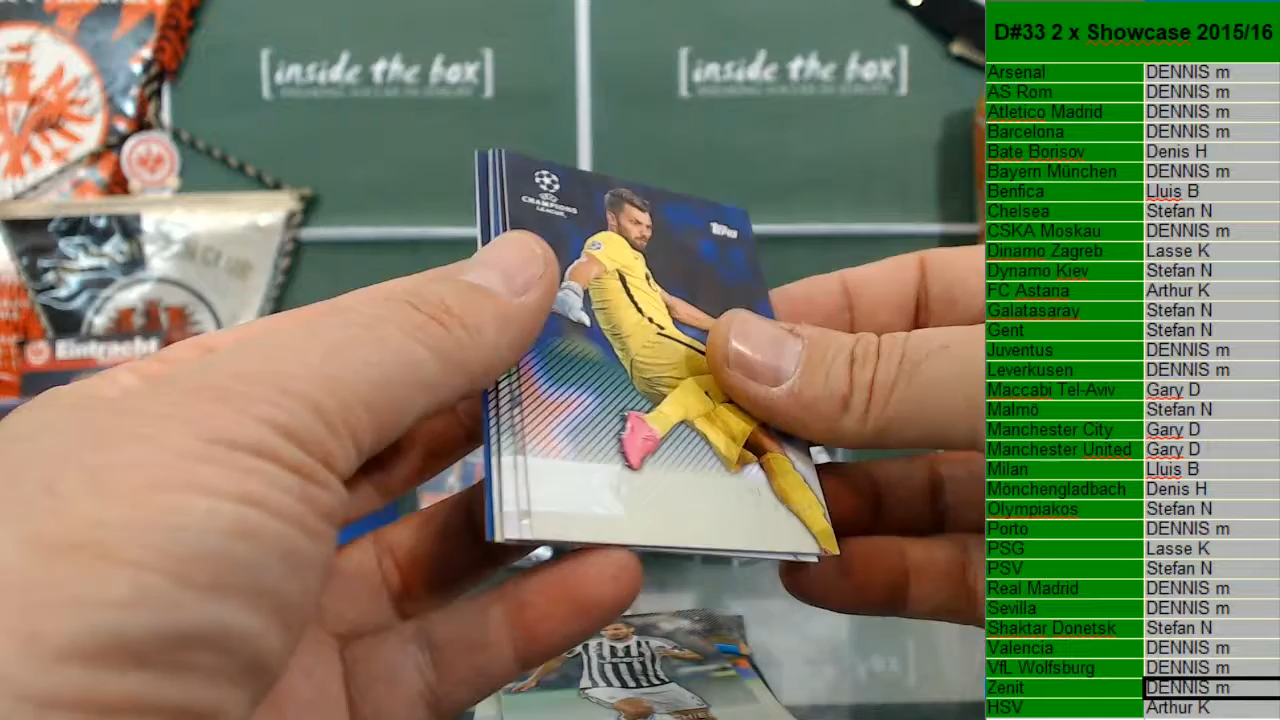 [inside the box]
[inside the box]
CHAMPIONS
LEAGUE
Topps
Eintracht
D#33 2 x Showcase 2015/16
Arsenal DENNIS m
AS Rom DENNIS m
Atletico Madrid DENNIS m
Barcelona DENNIS m
Bate Borisov Denis H
Bayern München DENNIS m
Benfica Lluis B
Chelsea Stefan N
CSKA Moskau DENNIS m
Dinamo Zagreb Lasse K
Dynamo Kiev Stefan N
FC Astana Arthur K
Galatasaray Stefan N
Gent Stefan N
Juventus DENNIS m
Leverkusen DENNIS m
Maccabi Tel-Aviv Gary D
Malmö Stefan N
Manchester City Gary D
Manchester United Gary D
Milan Lluis B
Mönchengladbach Denis H
Olympiakos Stefan N
Porto DENNIS m
PSG Lasse K
PSV Stefan N
Real Madrid DENNIS m
Sevilla DENNIS m
Shaktar Donetsk Stefan N
Valencia DENNIS m
VfL Wolfsburg DENNIS m
Zenit DENNIS m
HSV Arthur K